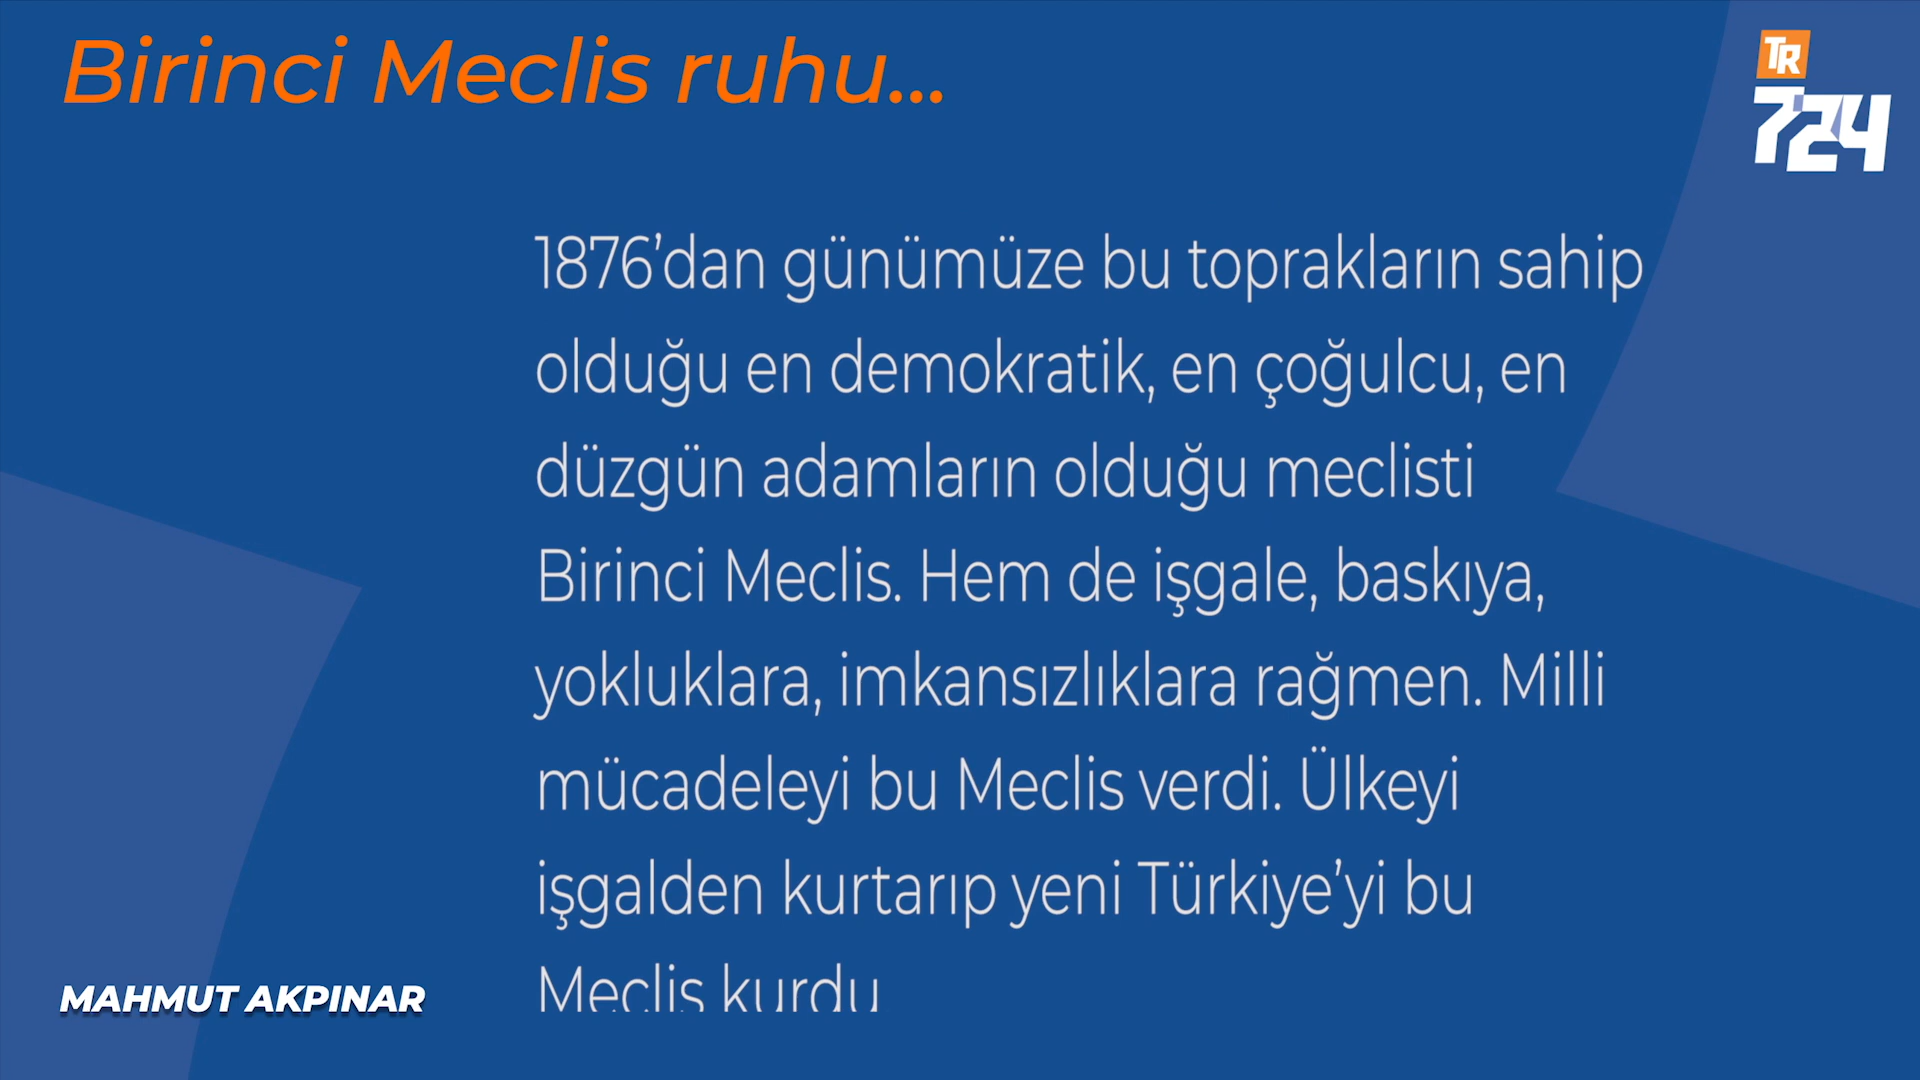 Birinci Meclis ruhu...
TR
724
1876’dan günümüze bu toprakların sahip
olduğu en demokratik, en çoğulcu, en
düzgün adamların olduğu meclisti
Birinci Meclis. Hem de işgale, baskıya,
yokluklara, imkansızlıklara rağmen. Milli
mücadeleyi bu Meclis verdi. Ülkeyi
işgalden kurtarıp yeni Türkiye’yi bu
Meclis kurdu
MAHMUT AKPINAR